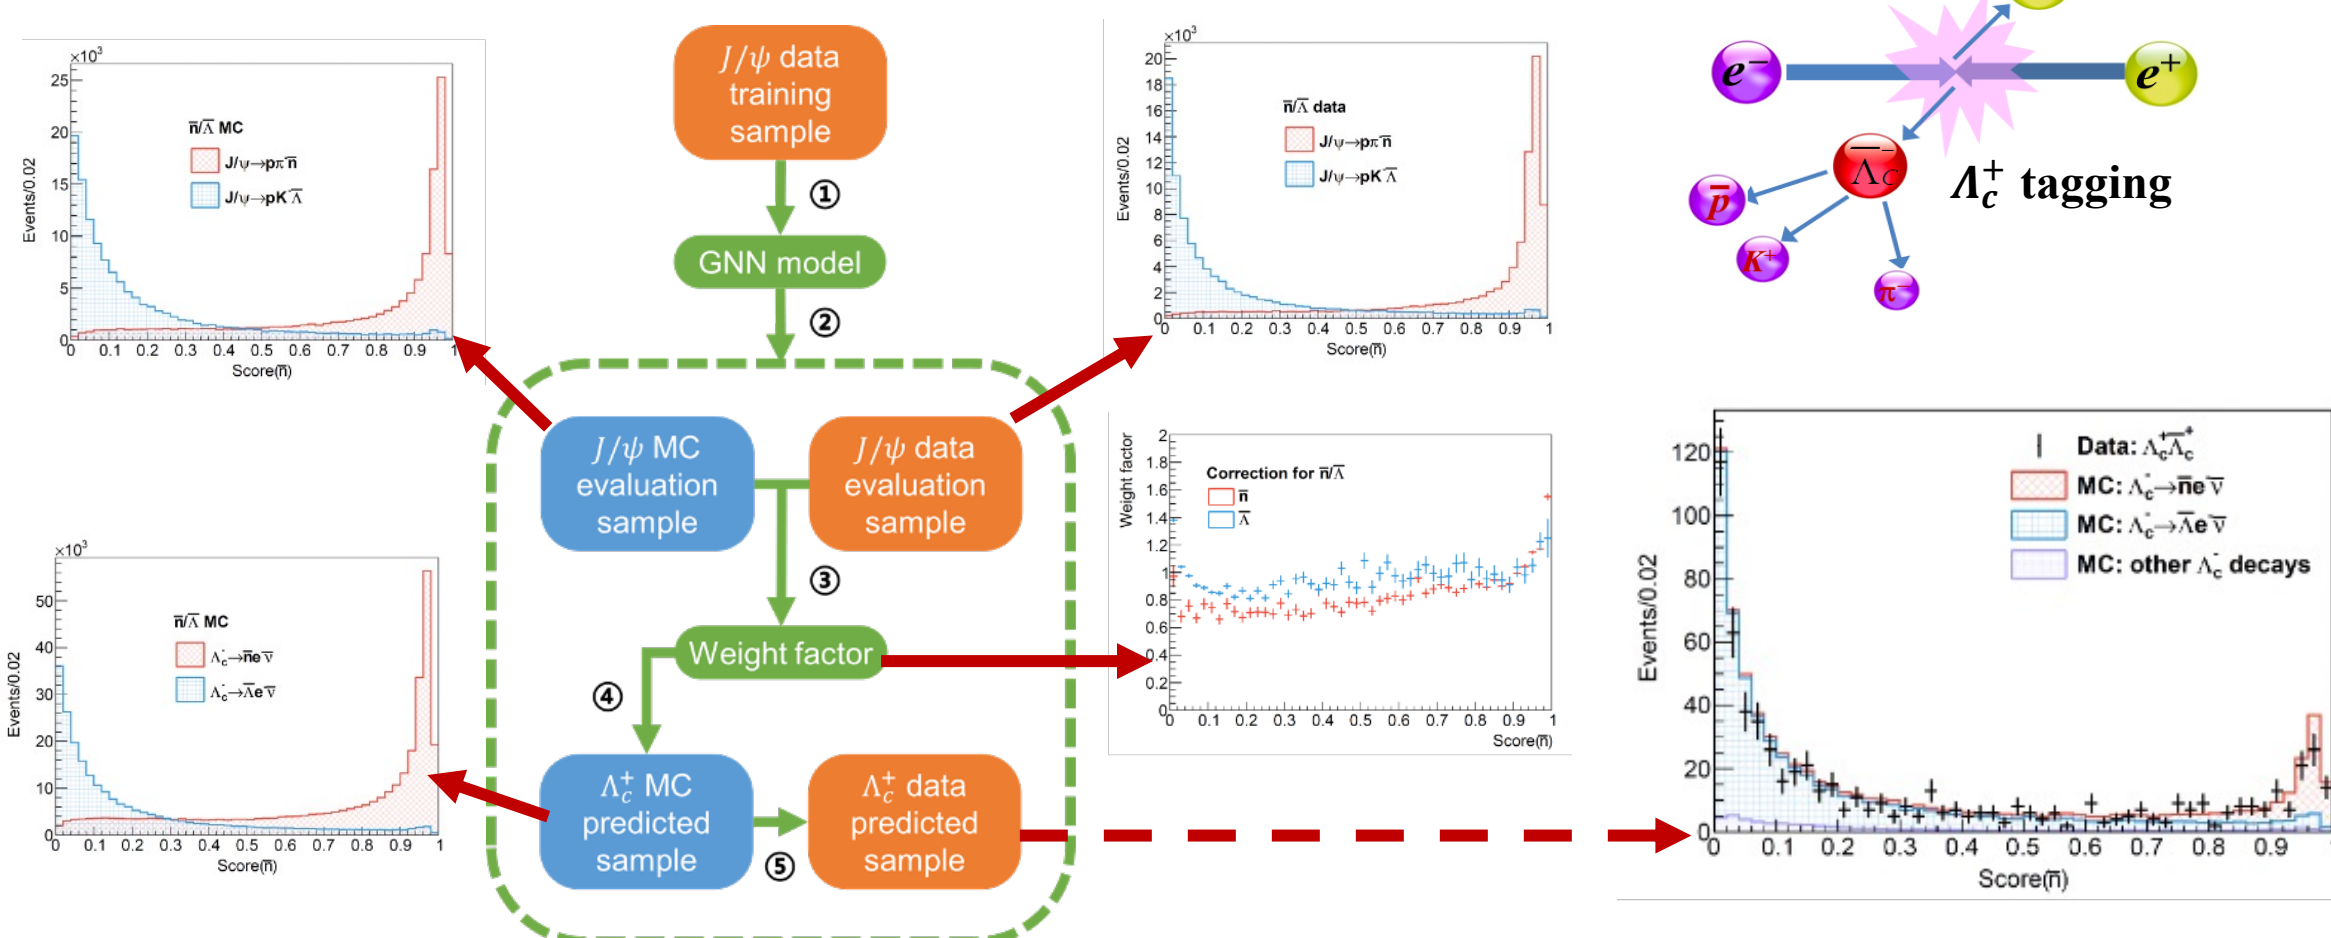 ×10³
25
20
15
10
5
0
Events/0.02
n̅/Λ̅ MC
J/ψ→pπ⁻n̅
J/ψ→pK⁻Λ̅
0 0.1 0.2 0.3 0.4 0.5 0.6 0.7 0.8 0.9 1
Score(n̅)
J/ψ data
training
sample
①
GNN model
②
×10³
20
18
16
14
12
10
8
6
4
2
0
Events/0.02
n̅/Λ̅ data
J/ψ→pπ⁻n̅
J/ψ→pK⁻Λ̅
0 0.1 0.2 0.3 0.4 0.5 0.6 0.7 0.8 0.9 1
Score(n̅)
e⁻
e⁺
Λ̅c⁻
Λc⁺ tagging
p̅
K⁺
π⁻
J/ψ MC
evaluation
sample
J/ψ data
evaluation
sample
③
Weight factor
④
Λc⁺ MC
predicted
sample
⑤
Λc⁺ data
predicted
sample
2
1.8
1.6
1.4
1.2
1
0.8
0.6
0.4
0.2
0
Weight factor
Correction for n̅/Λ̅
n̅
Λ̅
0 0.1 0.2 0.3 0.4 0.5 0.6 0.7 0.8 0.9 1
Score(n̅)
×10³
50
40
30
20
10
0
Events/0.02
n̅/Λ̅ MC
Λc⁻→n̅e⁻ν̅
Λc⁻→Λ̅e⁻ν̅
0 0.1 0.2 0.3 0.4 0.5 0.6 0.7 0.8 0.9 1
Score(n̅)
120
100
80
60
40
20
0
Events/0.02
Data: Λc⁺Λ̅c⁺
MC: Λc⁻→n̅e⁻ν̅
MC: Λc⁻→Λ̅e⁻ν̅
MC: other Λc⁻ decays
0 0.1 0.2 0.3 0.4 0.5 0.6 0.7 0.8 0.9
Score(n̅)